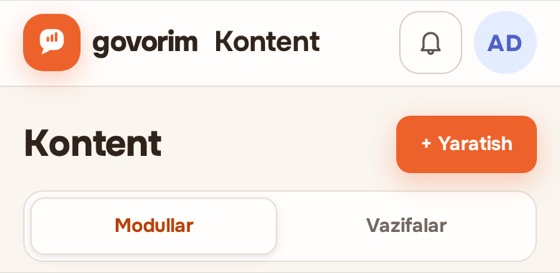 govorim Kontent
AD
Kontent
+ Yaratish
Modullar
Vazifalar